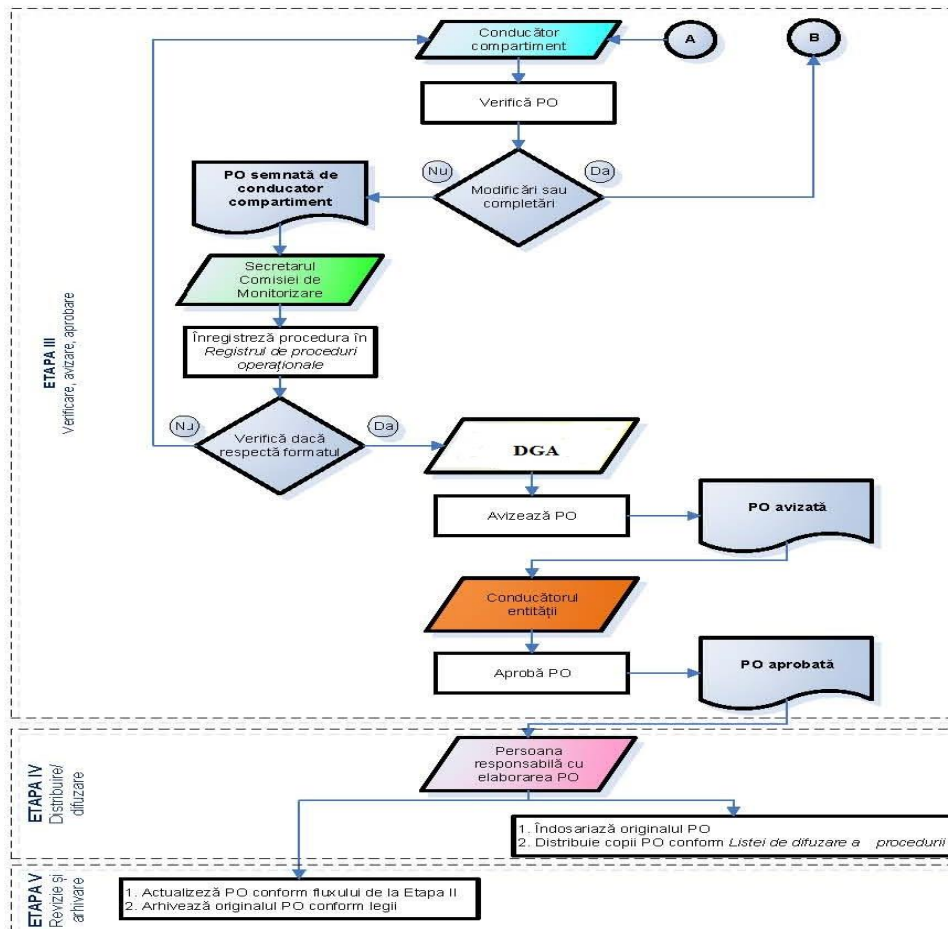 Conducător
compartiment
A
B
Verifică PO
Nu
Da
PO semnată de
conducator
compartiment
Modificări sau
completări
Secretarul
Comisiei de
Monitorizare
Înregistreză procedura în
Registrul de proceduri
operaționale
ETAPA III
Verificare, avizare, aprobare
Nu
Da
Verifică dacă
respectă formatul
DGA
Avizează PO
PO avizată
Conducătorul
entității
Aprobă PO
PO aprobată
ETAPA IV
Distribuire/
difuzare
Persoana
responsabilă cu
elaborarea PO
1. Îndosariază originalul PO
2. Distribuie copii PO conform Listei de difuzare a procedurii
ETAPA V
Revizie și
arhivare
1. Actualizeză PO conform fluxului de la Etapa II
2. Arhivează originalul PO conform legii